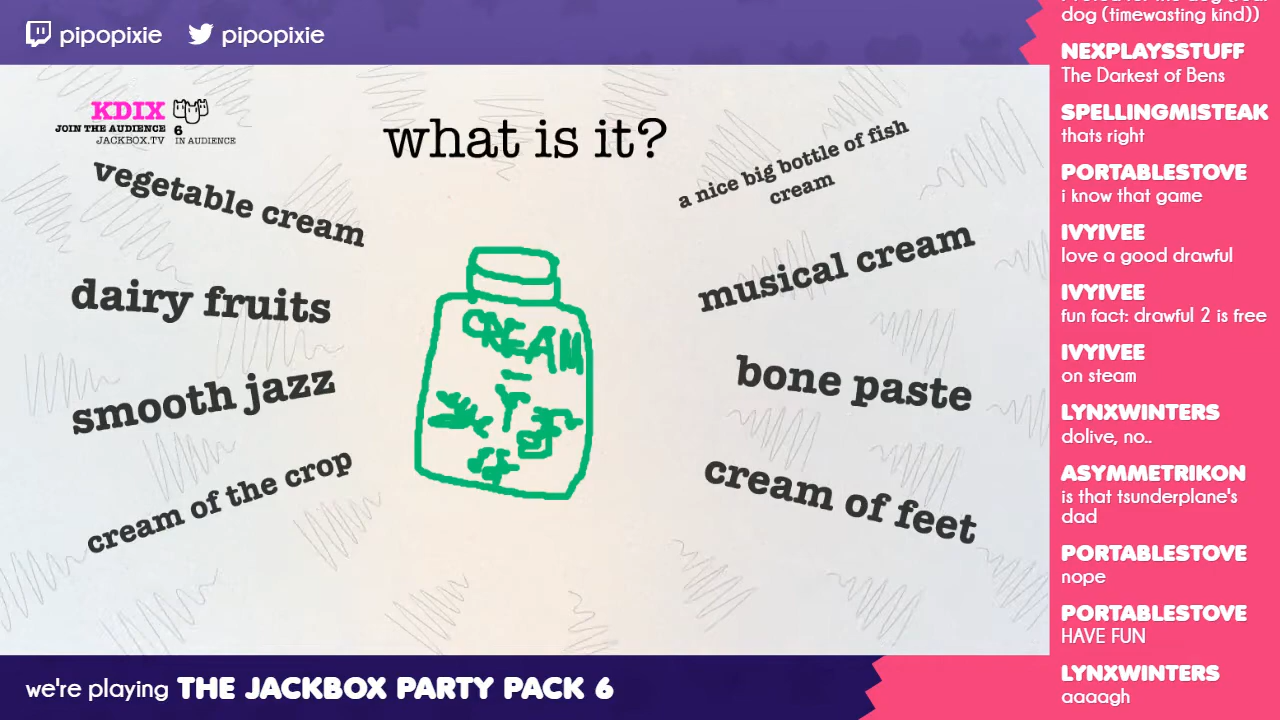 pipopixie pipopixie
KDIX
JOIN THE AUDIENCE 6
JACKBOX.TV IN AUDIENCE
what is it?
vegetable cream
dairy fruits
smooth jazz
cream of the crop
CREAM
a nice big bottle of fish
cream
musical cream
bone paste
cream of feet
we're playing THE JACKBOX PARTY PACK 6
dog (timewasting kind))
NEXPLAYSSTUFF
The Darkest of Bens
SPELLINGMISTEAK
thats right
PORTABLESTOVE
i know that game
IVYIVEE
love a good drawful
IVYIVEE
fun fact: drawful 2 is free
IVYIVEE
on steam
LYNXWINTERS
dolive, no..
ASYMMETRIKON
is that tsunderplane's
dad
PORTABLESTOVE
nope
PORTABLESTOVE
HAVE FUN
LYNXWINTERS
aaaagh